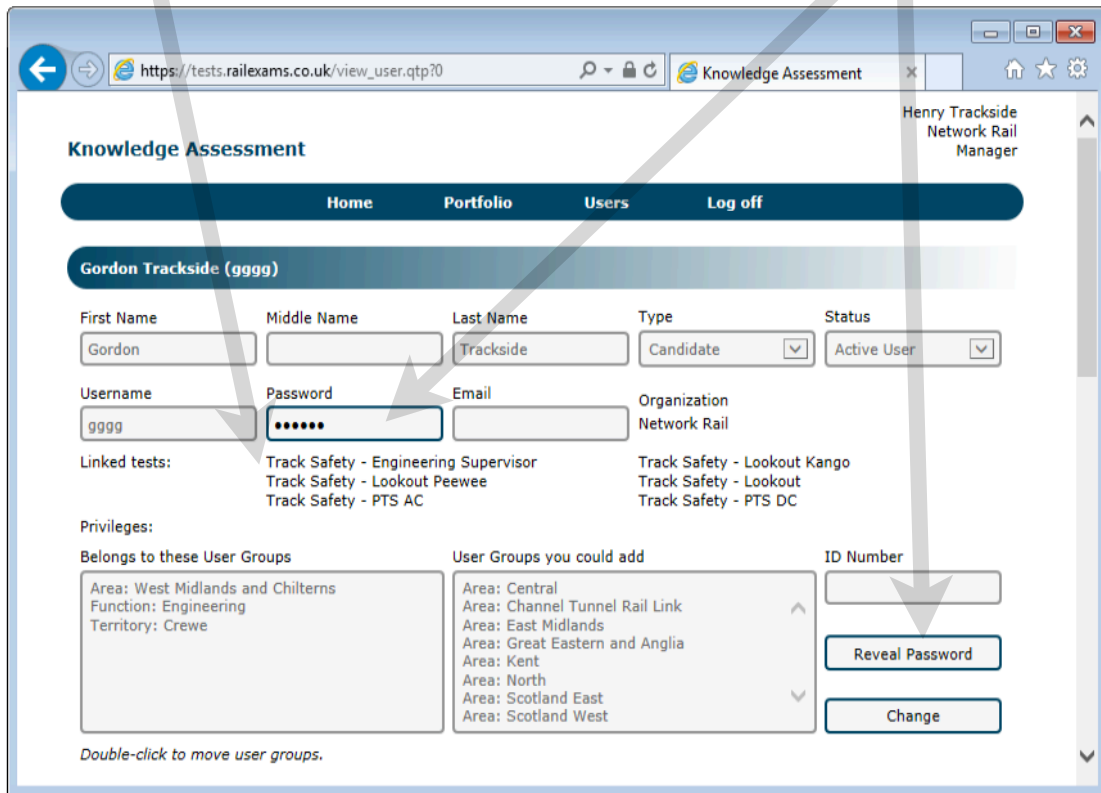 https://tests.railexams.co.uk/view_user.qtp?0
Knowledge Assessment
Henry Trackside
Network Rail
Manager
Knowledge Assessment
Home Portfolio Users Log off
Gordon Trackside (gggg)
First Name Middle Name Last Name Type Status
Gordon Trackside Candidate Active User
Username Password Email Organization
gggg •••••• Network Rail
Linked tests: Track Safety - Engineering Supervisor Track Safety - Lookout Kango
Track Safety - Lookout Peewee Track Safety - Lookout
Track Safety - PTS AC Track Safety - PTS DC
Privileges:
Belongs to these User Groups User Groups you could add ID Number
Area: West Midlands and Chilterns
Function: Engineering
Territory: Crewe
Area: Central
Area: Channel Tunnel Rail Link
Area: East Midlands
Area: Great Eastern and Anglia
Area: Kent
Area: North
Area: Scotland East
Area: Scotland West
Reveal Password
Change
Double-click to move user groups.